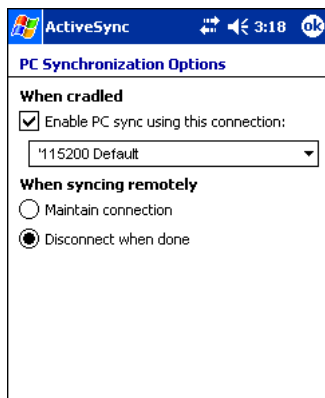 ActiveSync 3:18 ok
PC Synchronization Options
When cradled
Enable PC sync using this connection:
'115200 Default
When syncing remotely
Maintain connection
Disconnect when done